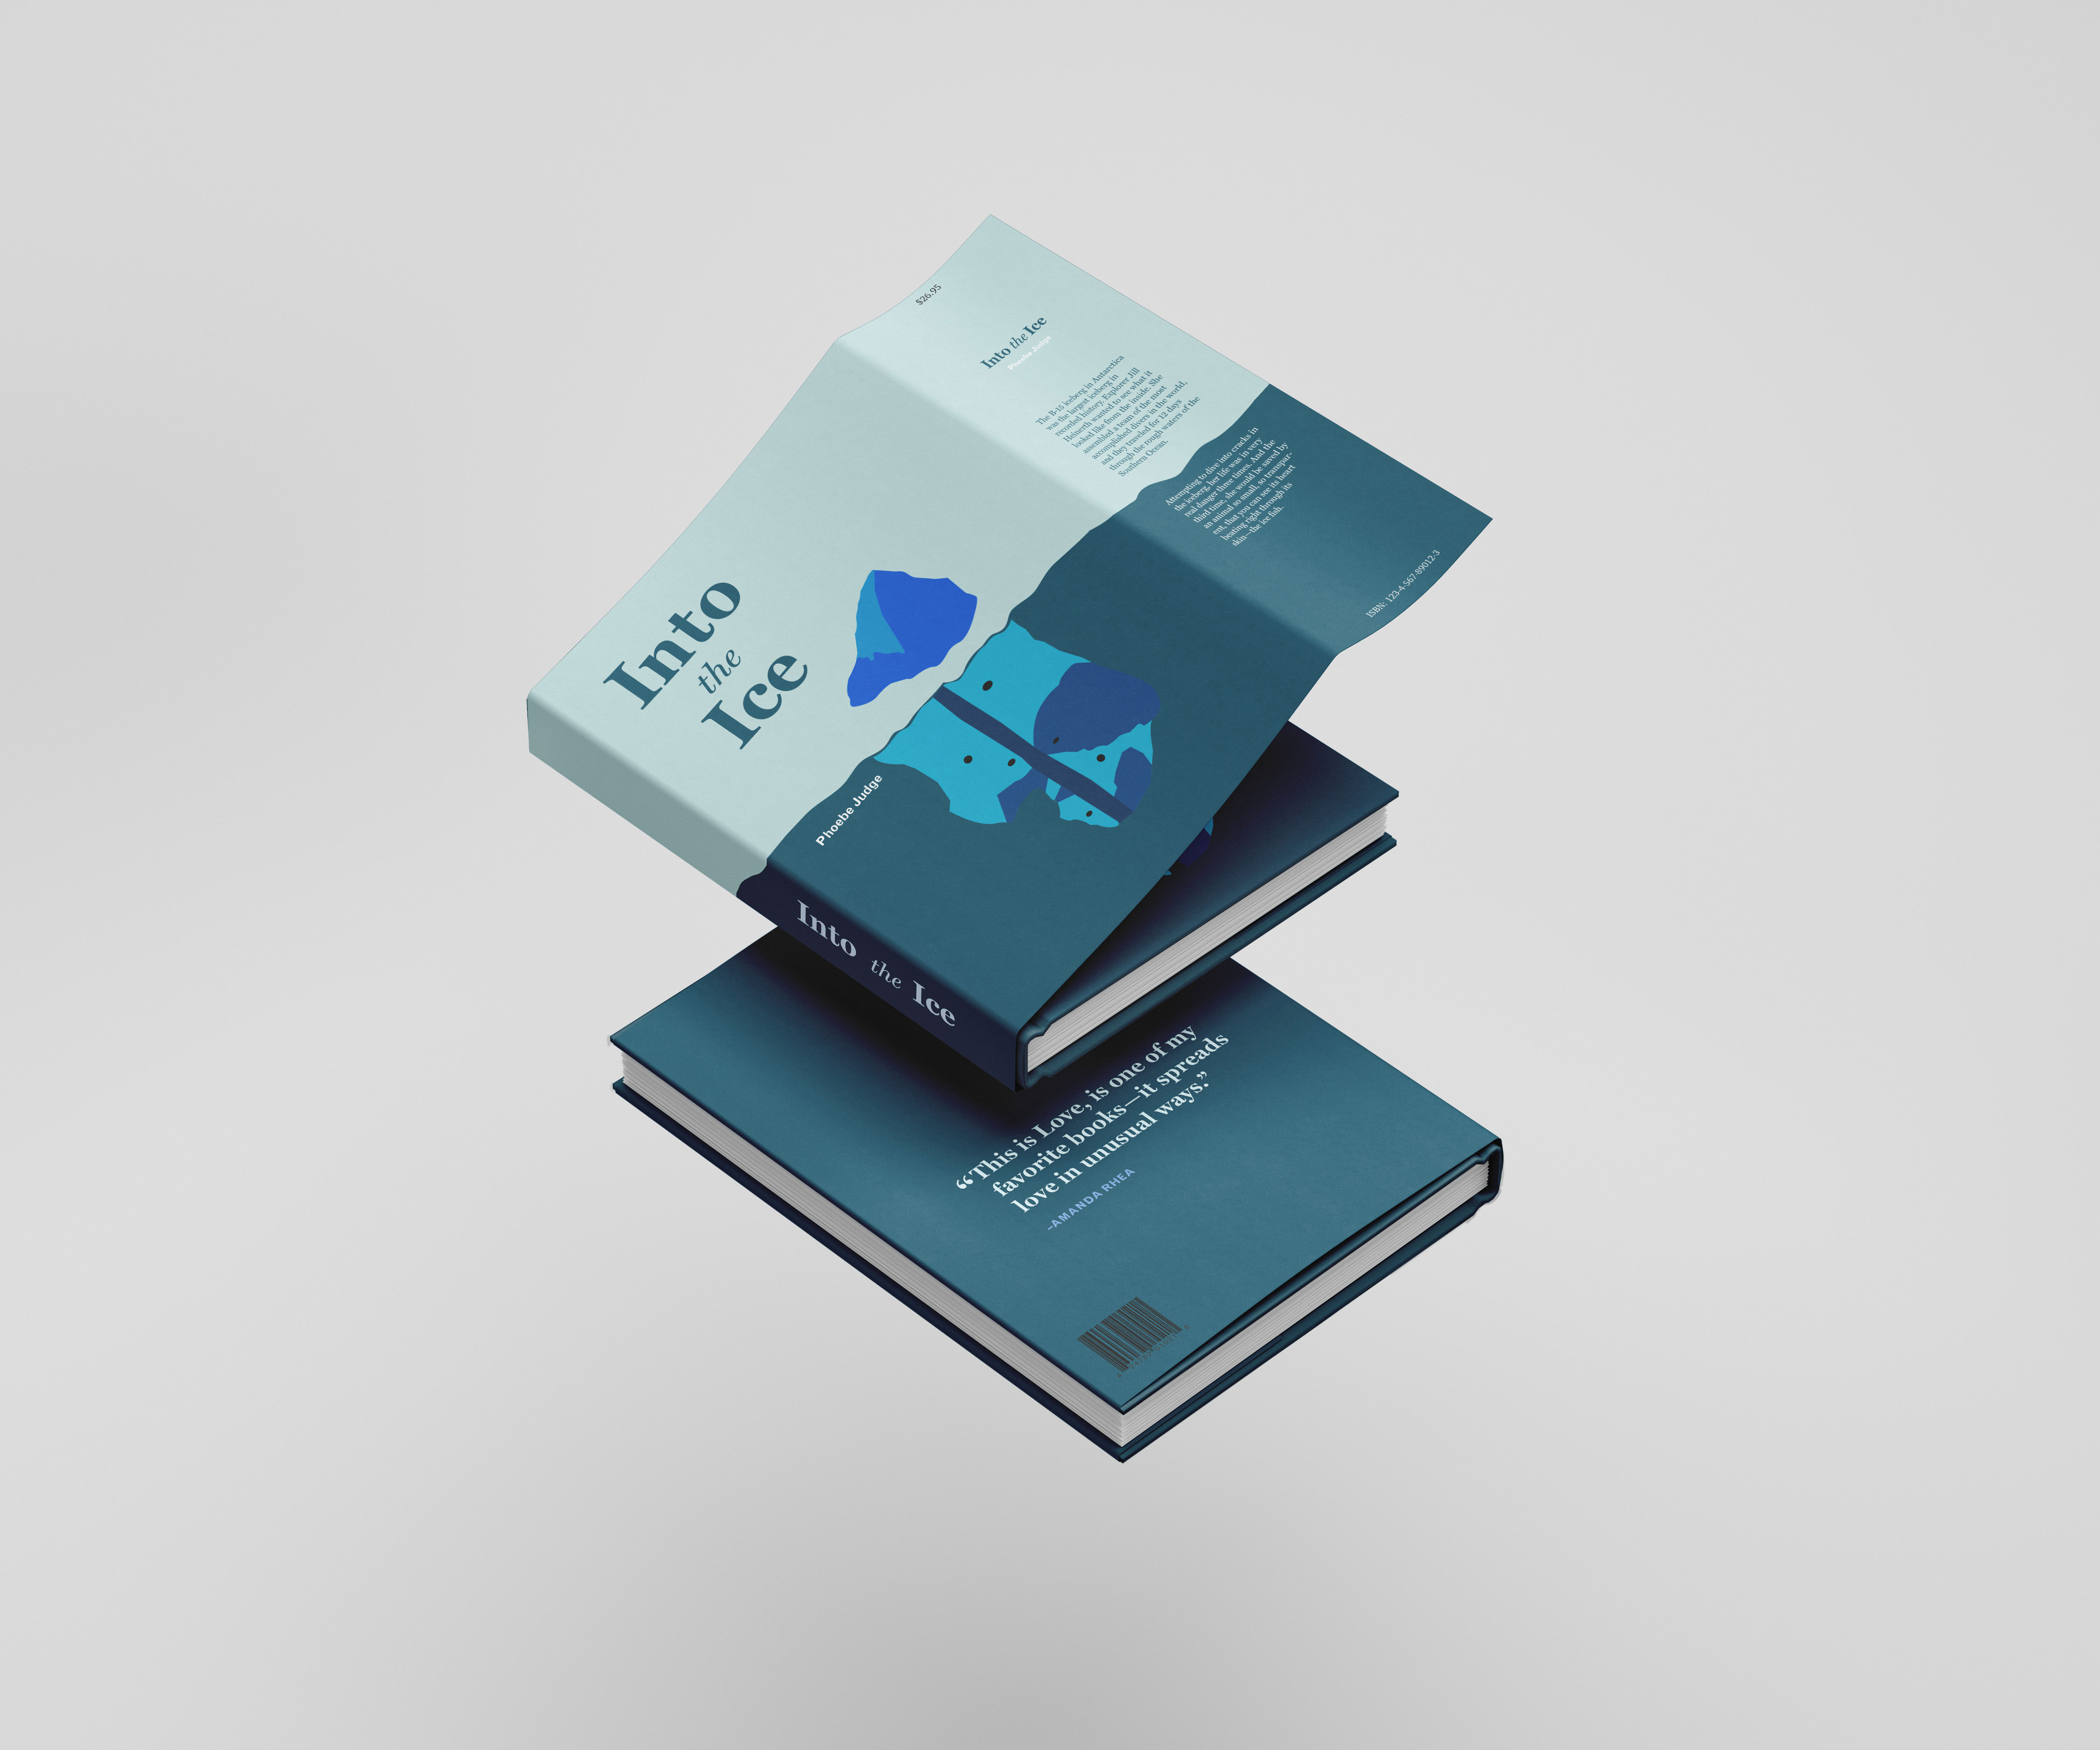 $26.95
Into the Ice
Phoebe Judge
The B-15 iceberg in Antarctica
was the largest iceberg in
recorded history. Explorer Jill
Heinerth wanted to see what it
looked like from the inside. She
assembled a team of the most
accomplished divers in the world,
and they traveled for 12 days
through the rough waters of the
Southern Ocean.
Attempting to dive into cracks in
the iceberg, her life was in very
real danger three times. And the
third time, she would be saved by
an animal so small, so transpar-
ent, that you can see its heart
beating right through its
skin—the ice fish.
ISBN: 123-4-567-89012-3
Into
the
Ice
Phoebe Judge
Into the Ice
“This is Love, is one of my
favorite books—it spreads
love in unusual ways.”
–AMANDA RHEA